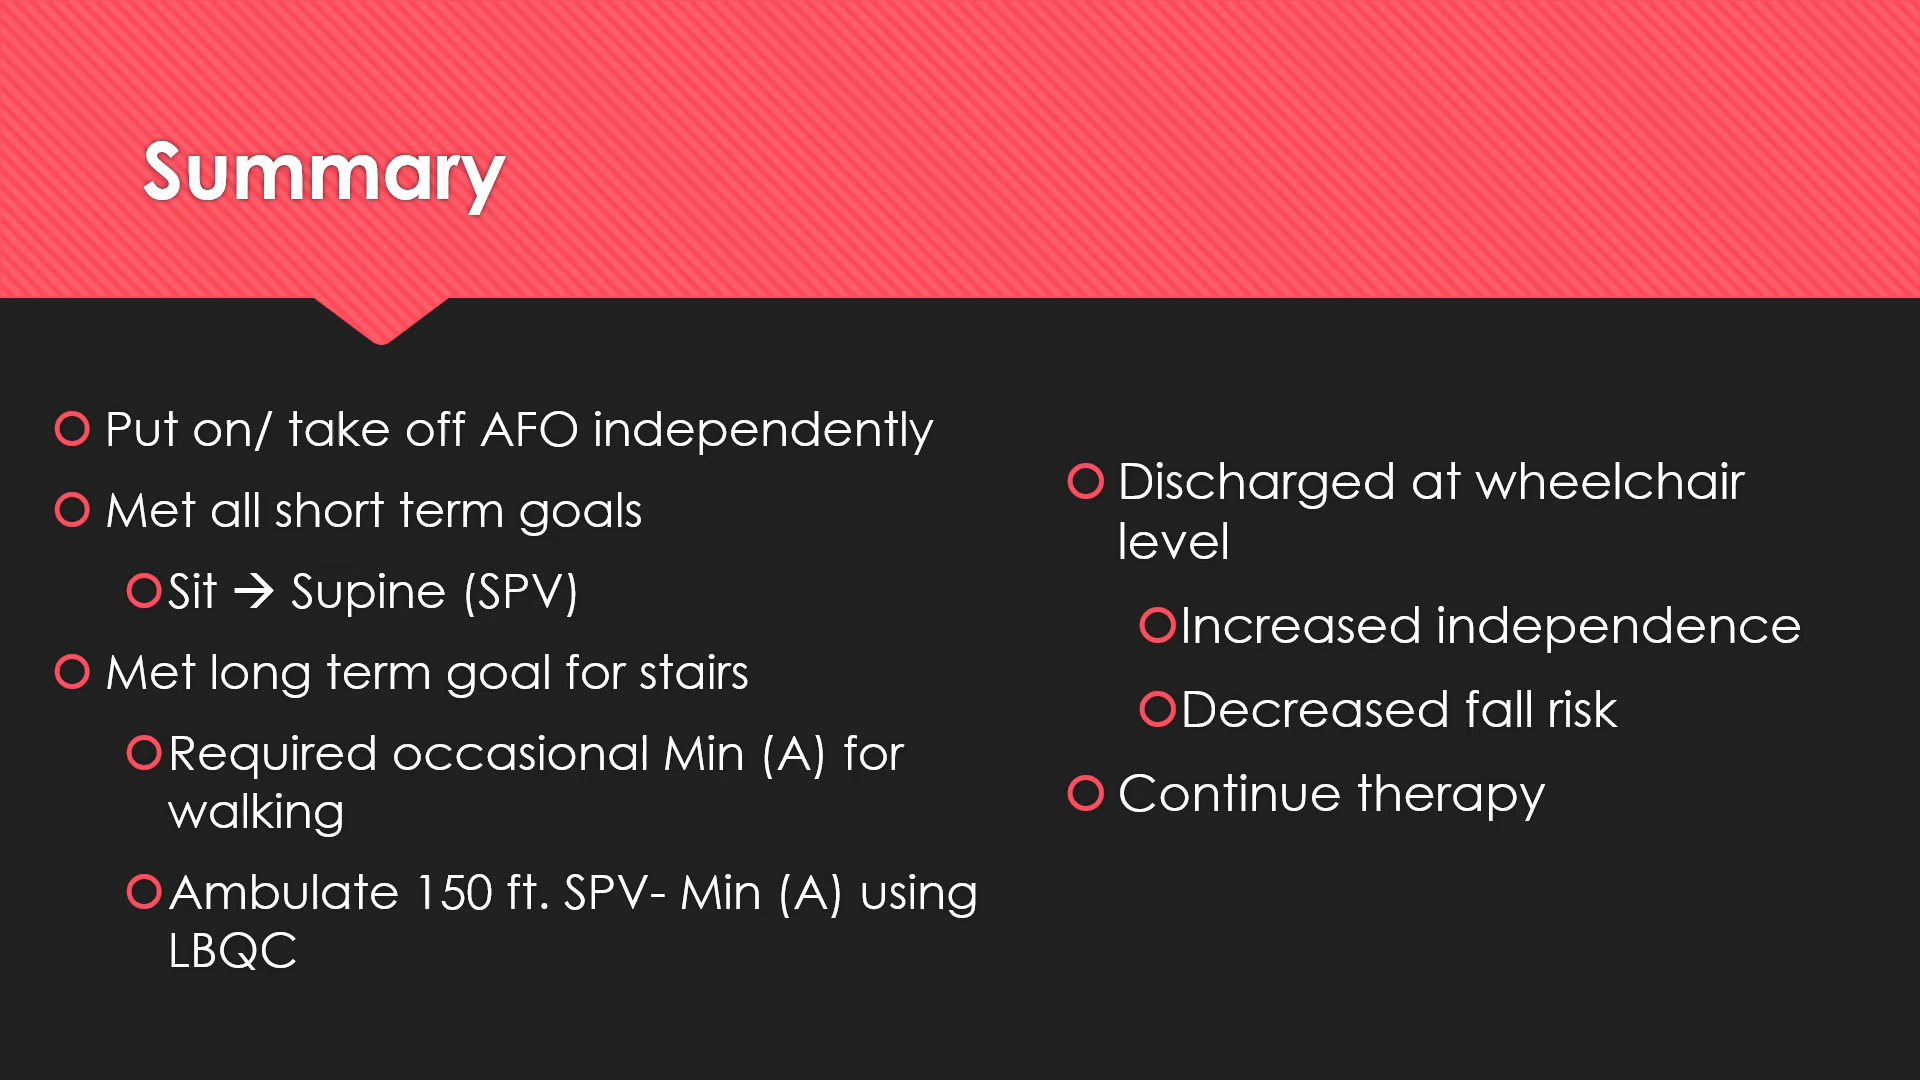 Summary
Put on/ take off AFO independently
Met all short term goals
Sit → Supine (SPV)
Met long term goal for stairs
Required occasional Min (A) for
walking
Ambulate 150 ft. SPV- Min (A) using
LBQC
Discharged at wheelchair
level
Increased independence
Decreased fall risk
Continue therapy